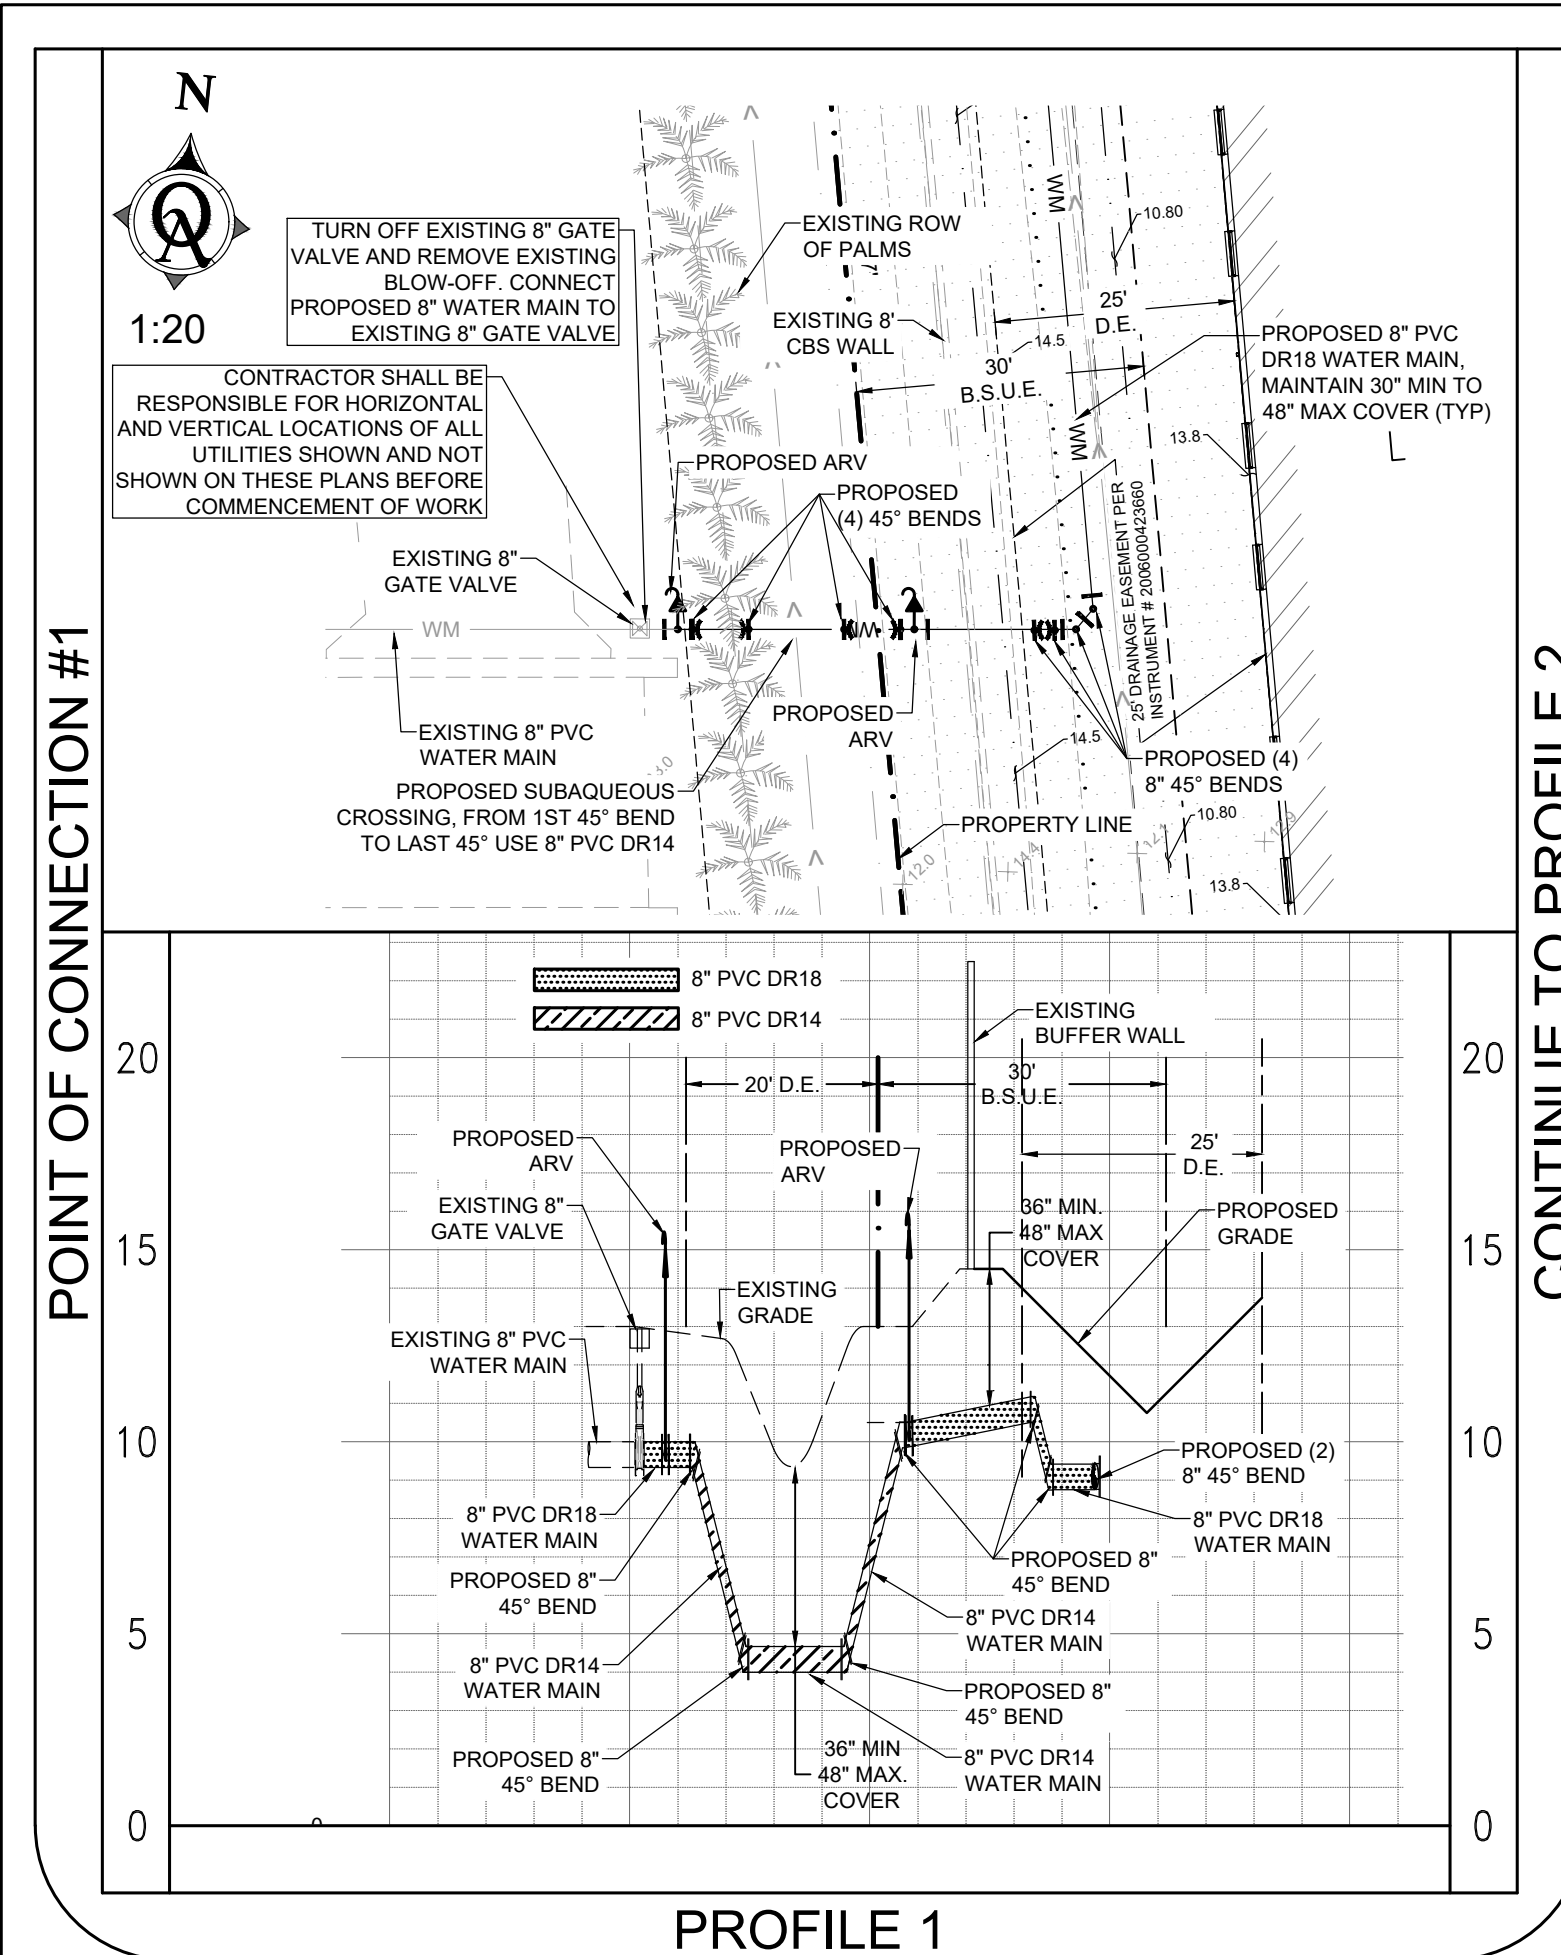 N
1:20
TURN OFF EXISTING 8" GATE
VALVE AND REMOVE EXISTING
BLOW-OFF. CONNECT
PROPOSED 8" WATER MAIN TO
EXISTING 8" GATE VALVE
CONTRACTOR SHALL BE
RESPONSIBLE FOR HORIZONTAL
AND VERTICAL LOCATIONS OF ALL
UTILITIES SHOWN AND NOT
SHOWN ON THESE PLANS BEFORE
COMMENCEMENT OF WORK
EXISTING ROW
OF PALMS
EXISTING 8'
CBS WALL
WM
10.80
25'
D.E.
14.5
30'
B.S.U.E.
PROPOSED 8" PVC
DR18 WATER MAIN,
MAINTAIN 30" MIN TO
48" MAX COVER (TYP)
WM
13.8
PROPOSED ARV
PROPOSED
(4) 45° BENDS
EXISTING 8"
GATE VALVE
WM
25' DRAINAGE EASEMENT PER
INSTRUMENT # 2006000423660
EXISTING 8" PVC
WATER MAIN
PROPOSED
ARV
14.5
PROPOSED (4)
8" 45° BENDS
PROPOSED SUBAQUEOUS
CROSSING, FROM 1ST 45° BEND
TO LAST 45° USE 8" PVC DR14
PROPERTY LINE
10.80
12.0
14.4
12.1
12.9
13.8
POINT OF CONNECTION #1
CONTINUE TO PROFILE 2
8" PVC DR18
8" PVC DR14
EXISTING
BUFFER WALL
20
20
20' D.E.
30'
B.S.U.E.
PROPOSED
ARV
PROPOSED
ARV
25'
D.E.
EXISTING 8"
GATE VALVE
36" MIN.
48" MAX
COVER
PROPOSED
GRADE
15
15
EXISTING
GRADE
EXISTING 8" PVC
WATER MAIN
10
10
PROPOSED (2)
8" 45° BEND
8" PVC DR18
WATER MAIN
8" PVC DR18
WATER MAIN
PROPOSED 8"
45° BEND
PROPOSED 8"
45° BEND
8" PVC DR14
WATER MAIN
5
5
8" PVC DR14
WATER MAIN
PROPOSED 8"
45° BEND
PROPOSED 8"
45° BEND
36" MIN
48" MAX.
COVER
8" PVC DR14
WATER MAIN
0
0
PROFILE 1